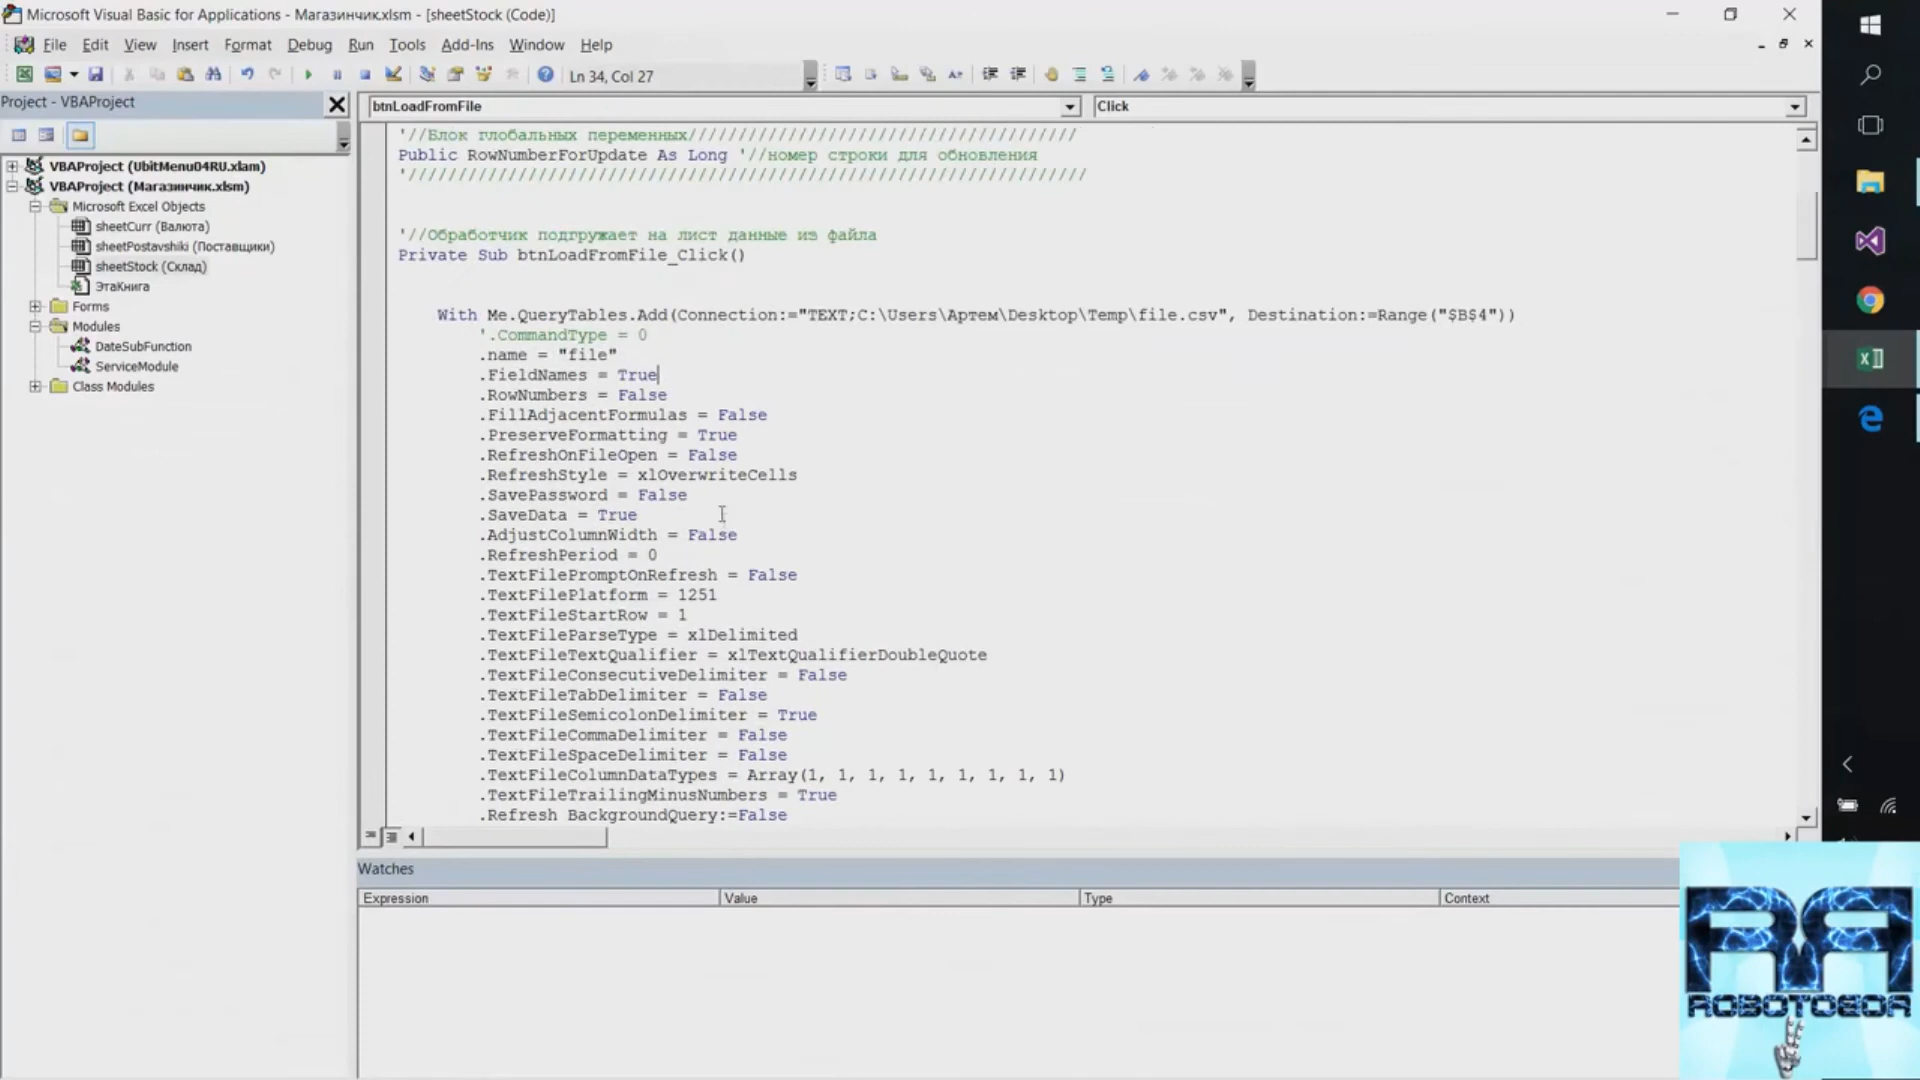 Microsoft Visual Basic for Applications - Магазинчик.xlsm - [sheetStock (Code)]
File Edit View Insert Format Debug Run Tools Add-Ins Window Help
Ln 34, Col 27
Project - VBAProject
VBAProject (UbitMenu04RU.xlam)
VBAProject (Магазинчик.xlsm)
Microsoft Excel Objects
sheetCurr (Валюта)
sheetPostavshiki (Поставщики)
sheetStock (Склад)
ЭтаКнига
Forms
Modules
DateSubFunction
ServiceModule
Class Modules
btnLoadFromFile
Click
'//Блок глобальных переменных///////////////////////////////////////
Public RowNumberForUpdate As Long '//номер строки для обновления
'////////////////////////////////////////////////////////////////////
'//Обработчик подгружает на лист данные из файла
Private Sub btnLoadFromFile_Click()
With Me.QueryTables.Add(Connection:="TEXT;C:\Users\Артем\Desktop\Temp\file.csv", Destination:=Range("$B$4"))
'.CommandType = 0
.name = "file"
.FieldNames = True
.RowNumbers = False
.FillAdjacentFormulas = False
.PreserveFormatting = True
.RefreshOnFileOpen = False
.RefreshStyle = xlOverwriteCells
.SavePassword = False
.SaveData = True
.AdjustColumnWidth = False
.RefreshPeriod = 0
.TextFilePromptOnRefresh = False
.TextFilePlatform = 1251
.TextFileStartRow = 1
.TextFileParseType = xlDelimited
.TextFileTextQualifier = xlTextQualifierDoubleQuote
.TextFileConsecutiveDelimiter = False
.TextFileTabDelimiter = False
.TextFileSemicolonDelimiter = True
.TextFileCommaDelimiter = False
.TextFileSpaceDelimiter = False
.TextFileColumnDataTypes = Array(1, 1, 1, 1, 1, 1, 1, 1, 1)
.TextFileTrailingMinusNumbers = True
.Refresh BackgroundQuery:=False
Watches
Expression Value Type Context